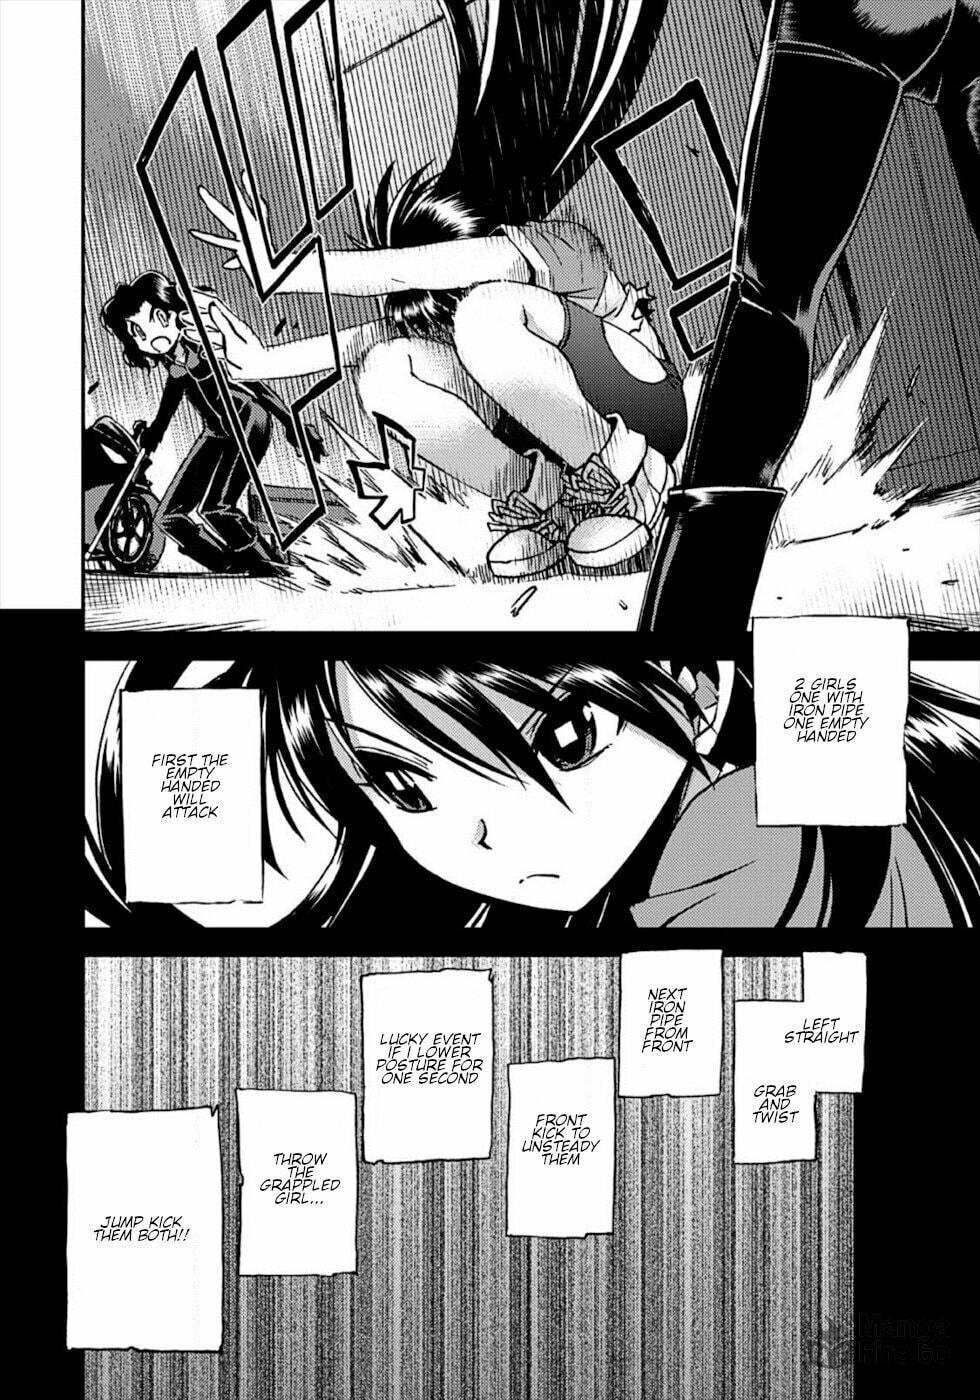 2 GIRLS
ONE WITH
IRON PIPE
ONE EMPTY
HANDED
FIRST THE
EMPTY
HANDED
WILL
ATTACK
LEFT
STRAIGHT
GRAB
AND
TWIST
NEXT
IRON
PIPE
FROM
FRONT
FRONT
KICK TO
UNSTEADY
THEM
LUCKY EVENT
IF I LOWER
POSTURE FOR
ONE SECOND
THROW
THE
GRAPPLED
GIRL...
JUMP KICK
THEM BOTH!!
Manga
Fire.Go